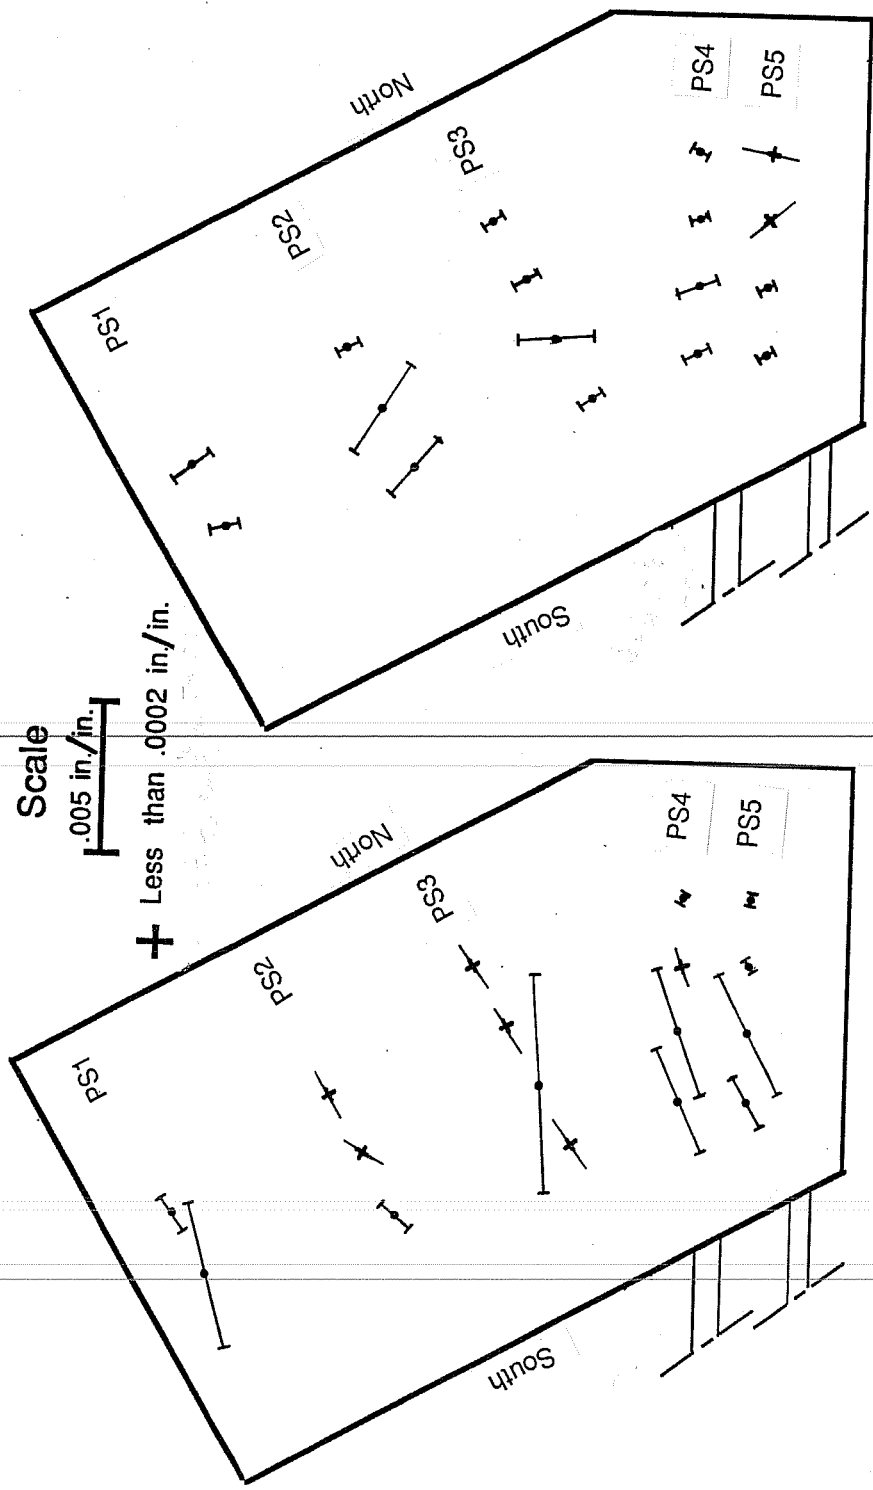 Scale
.005 in./in.
+ Less than .0002 in./in.
PS1
PS2
PS3
PS4
PS5
North
South
PS1
PS2
PS3
PS4
PS5
North
South